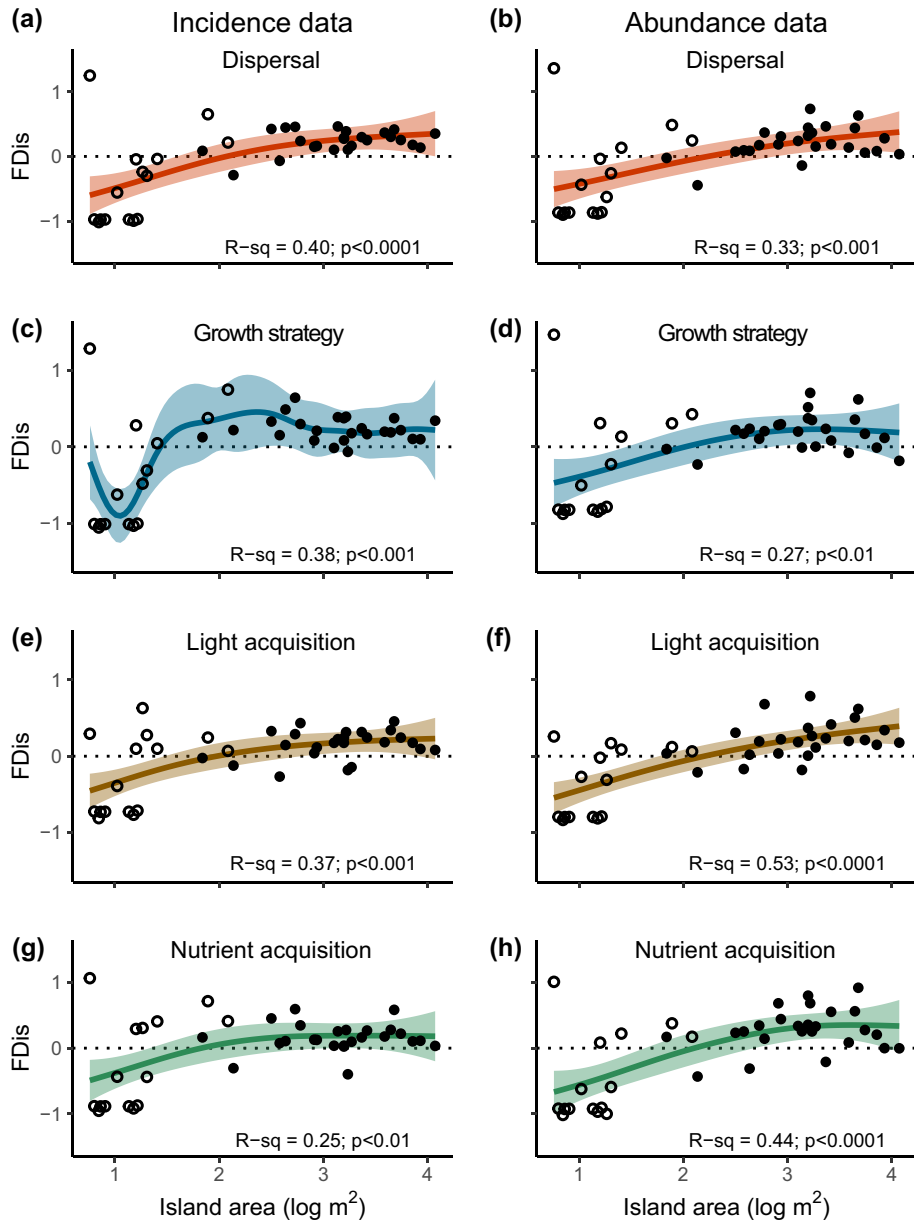 (a) Incidence data
(b) Abundance data
Dispersal
Dispersal
FDis
1
0
−1
R−sq = 0.40; p<0.0001
R−sq = 0.33; p<0.001
(c) Growth strategy
(d) Growth strategy
FDis
1
0
−1
R−sq = 0.38; p<0.001
R−sq = 0.27; p<0.01
(e) Light acquisition
(f) Light acquisition
FDis
1
0
−1
R−sq = 0.37; p<0.001
R−sq = 0.53; p<0.0001
(g) Nutrient acquisition
(h) Nutrient acquisition
FDis
1
0
−1
R−sq = 0.25; p<0.01
R−sq = 0.44; p<0.0001
1 2 3 4
1 2 3 4
Island area (log m²)
Island area (log m²)